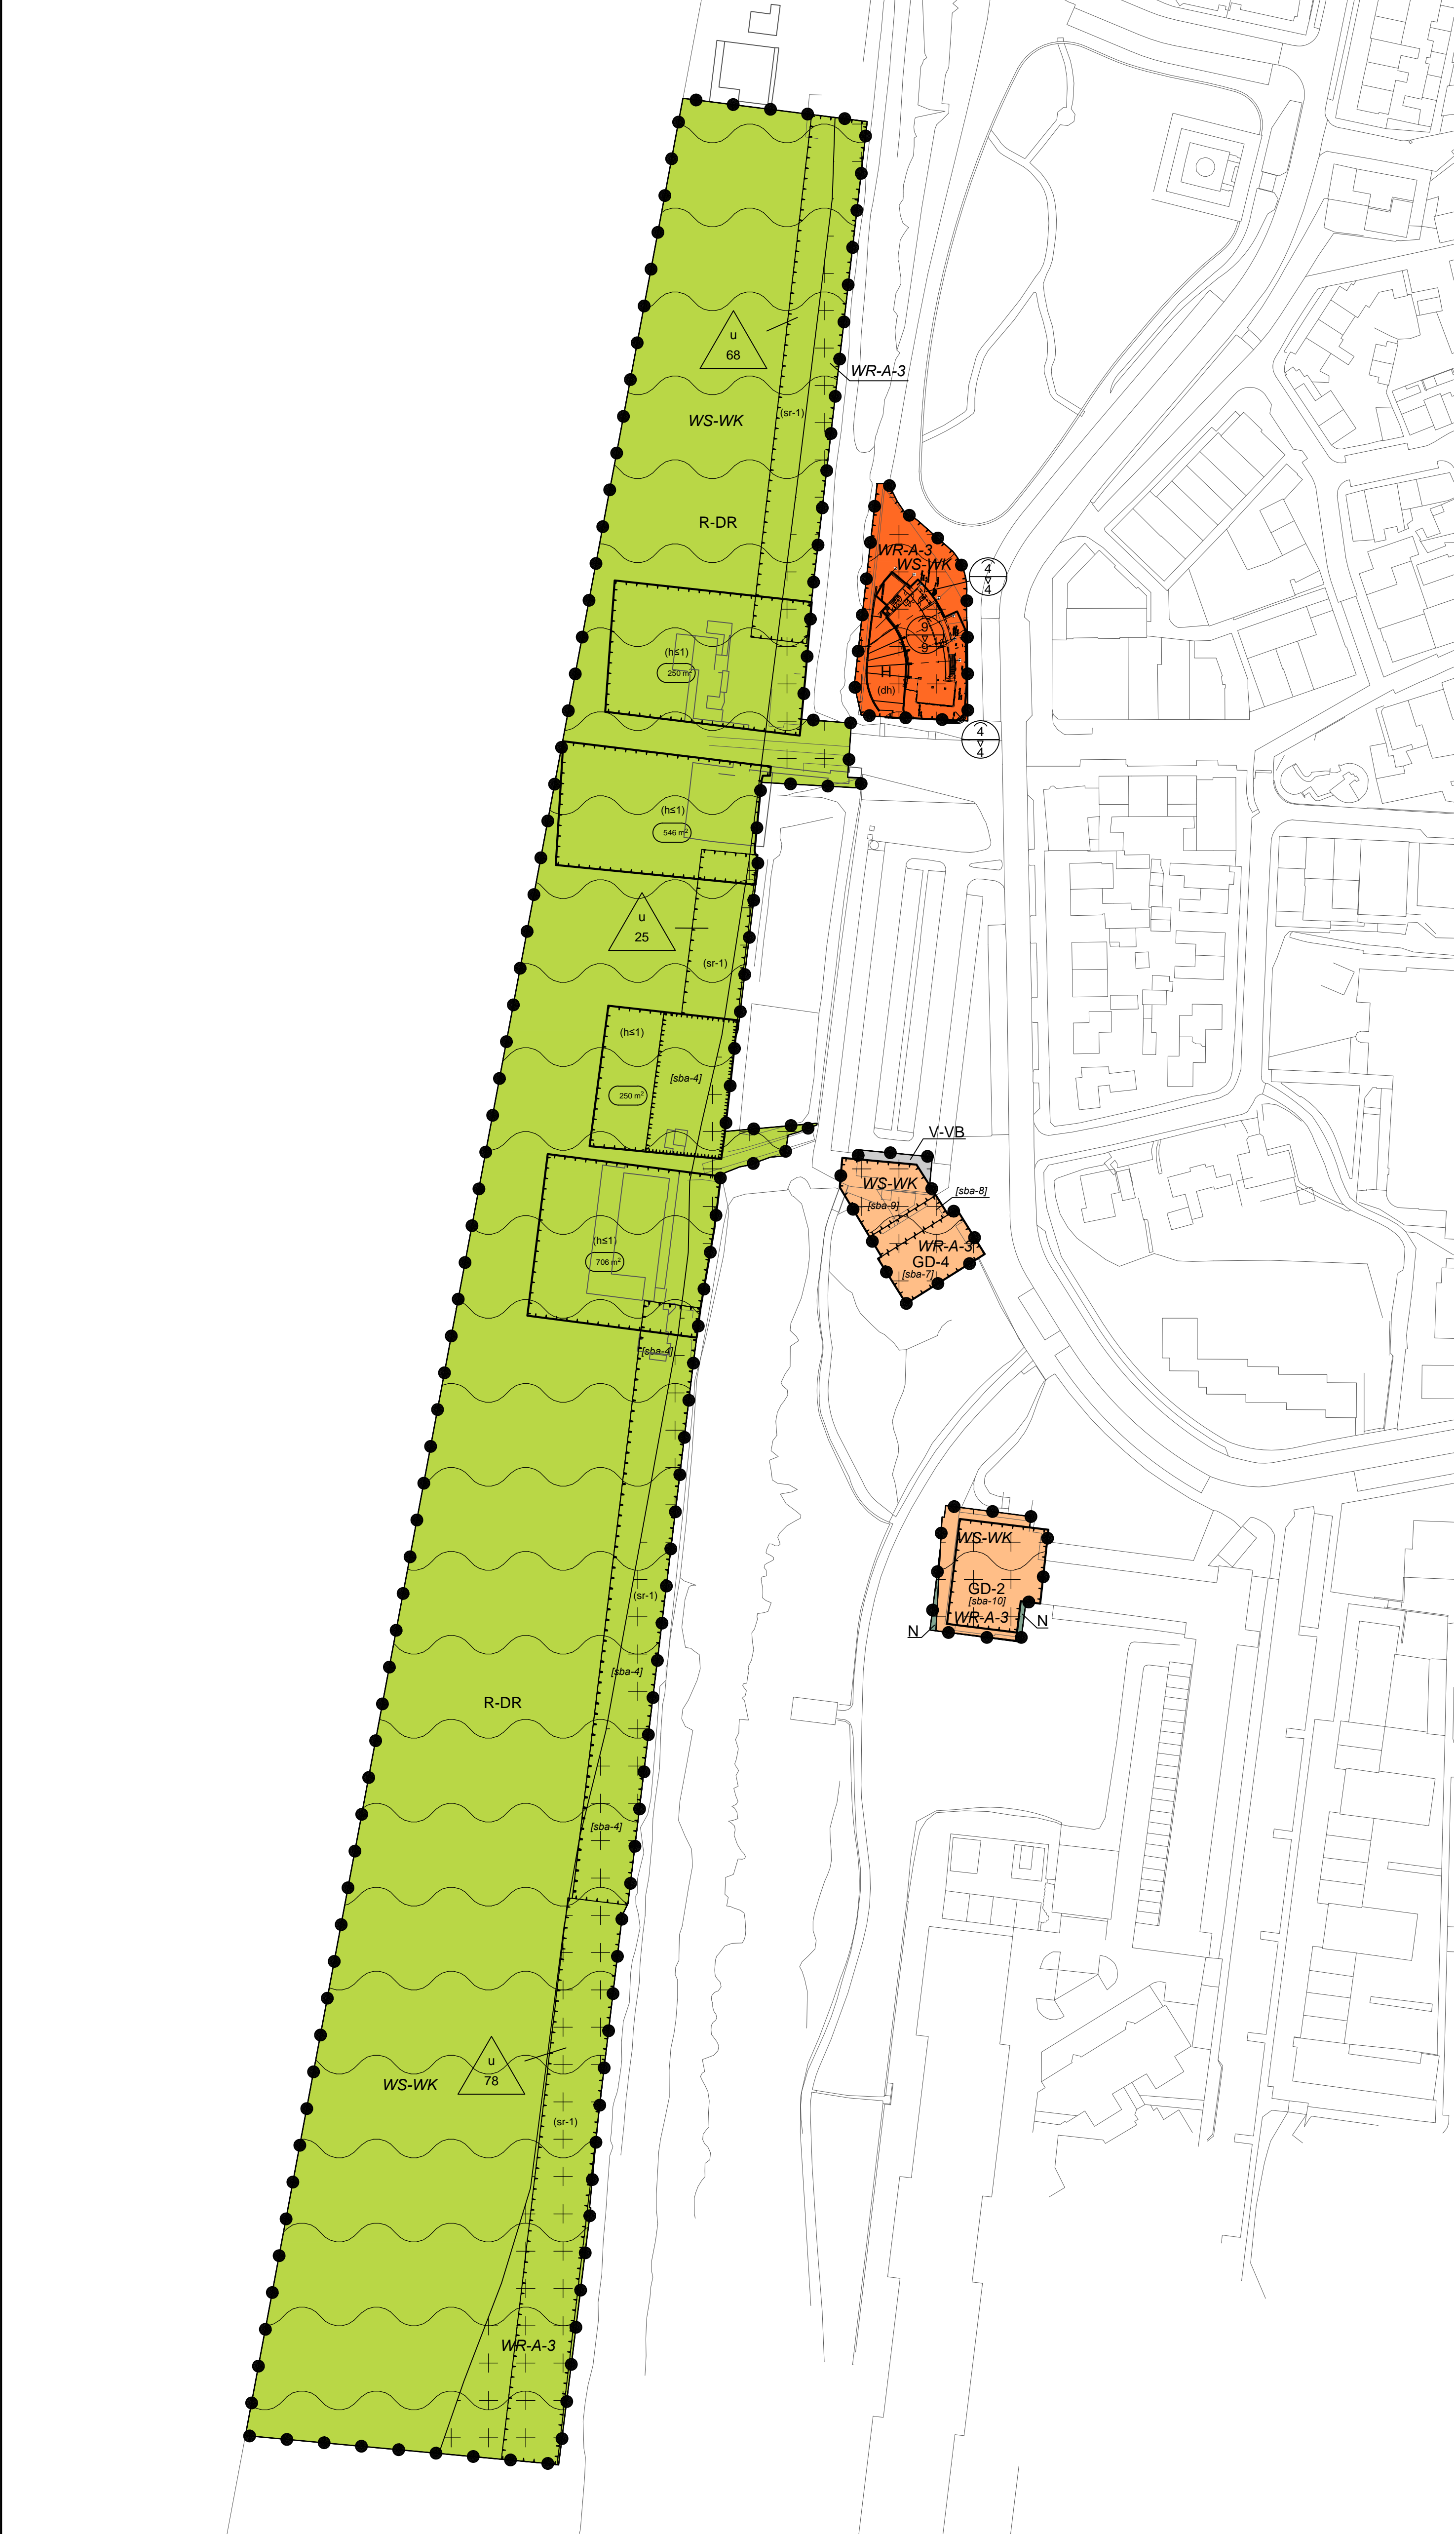 u
68
WR-A-3
(sr-1)
WS-WK
R-DR
WR-A-3
WS-WK
4
4
9
9
(h≤1)
250 m²
H
(dh)
4
4
(h≤1)
546 m²
u
25
(sr-1)
(h≤1)
[sba-4]
250 m²
V-VB
WS-WK
[sba-8]
[sba-9]
(h≤1)
WR-A-3
706 m²
GD-4
[sba-7]
[sba-4]
WS-WK
GD-2
(sr-1)
[sba-10]
WR-A-3
N
N
[sba-4]
R-DR
[sba-4]
u
78
WS-WK
(sr-1)
WR-A-3